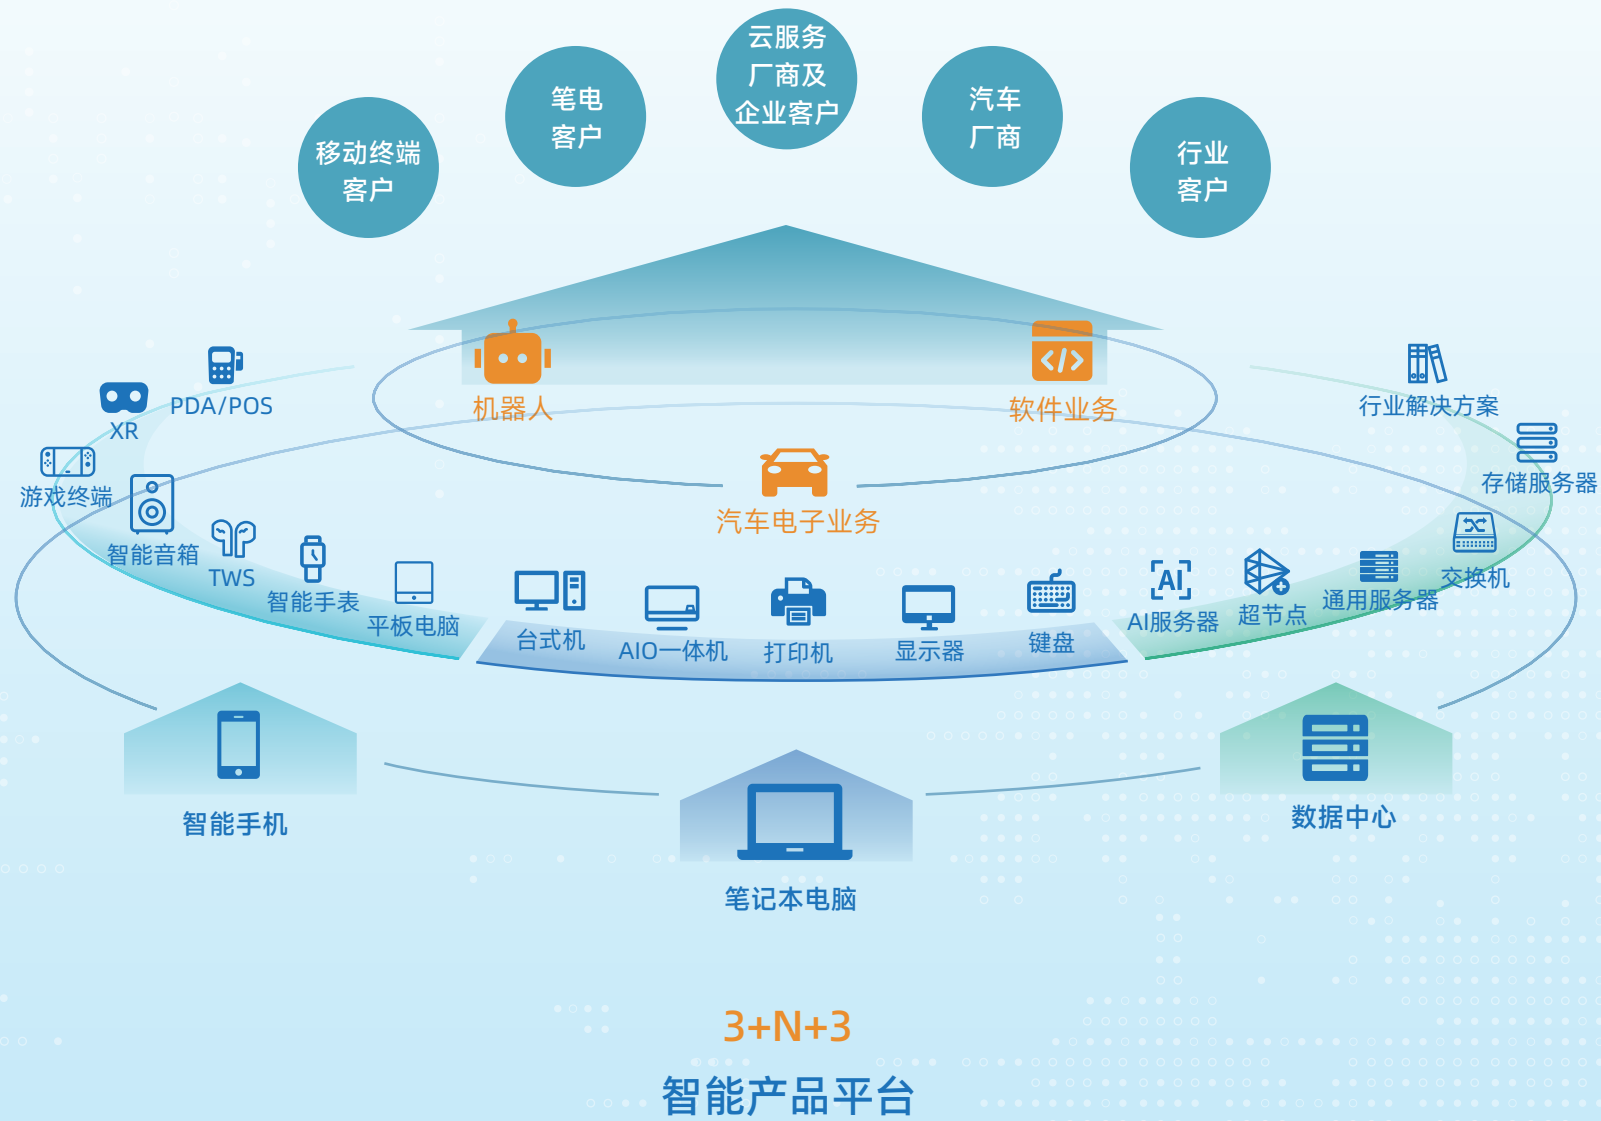 云服务
厂商及
企业客户
笔电
客户
汽车
厂商
移动终端
客户
行业
客户
机器人
软件业务
汽车电子业务
PDA/POS
XR
游戏终端
智能音箱
TWS
智能手表
平板电脑
台式机
AIO一体机
打印机
显示器
键盘
AI
AI服务器
超节点
通用服务器
交换机
存储服务器
行业解决方案
智能手机
笔记本电脑
数据中心
3+N+3
智能产品平台